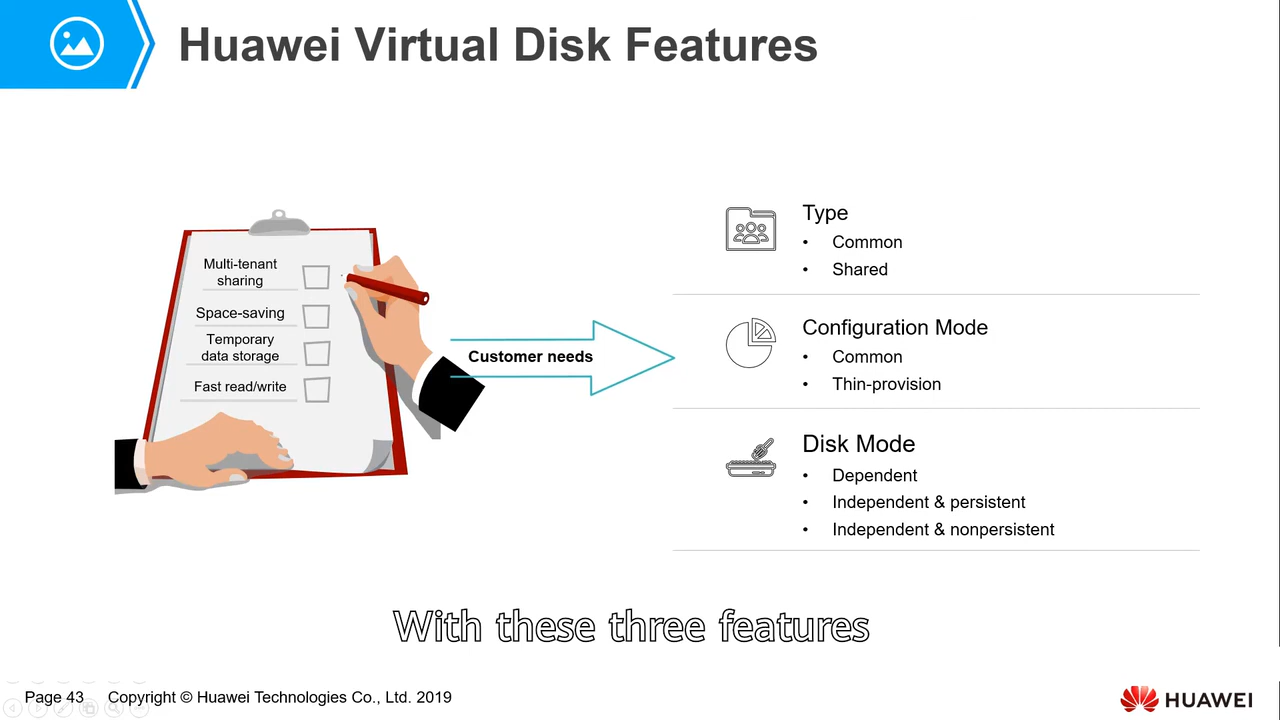 Huawei Virtual Disk Features
Multi-tenant
sharing
Space-saving
Temporary
data storage
Fast read/write
Customer needs
Type
• Common
• Shared
Configuration Mode
• Common
• Thin-provision
Disk Mode
• Dependent
• Independent & persistent
• Independent & nonpersistent
With these three features
Page 43 Copyright © Huawei Technologies Co., Ltd. 2019
HUAWEI